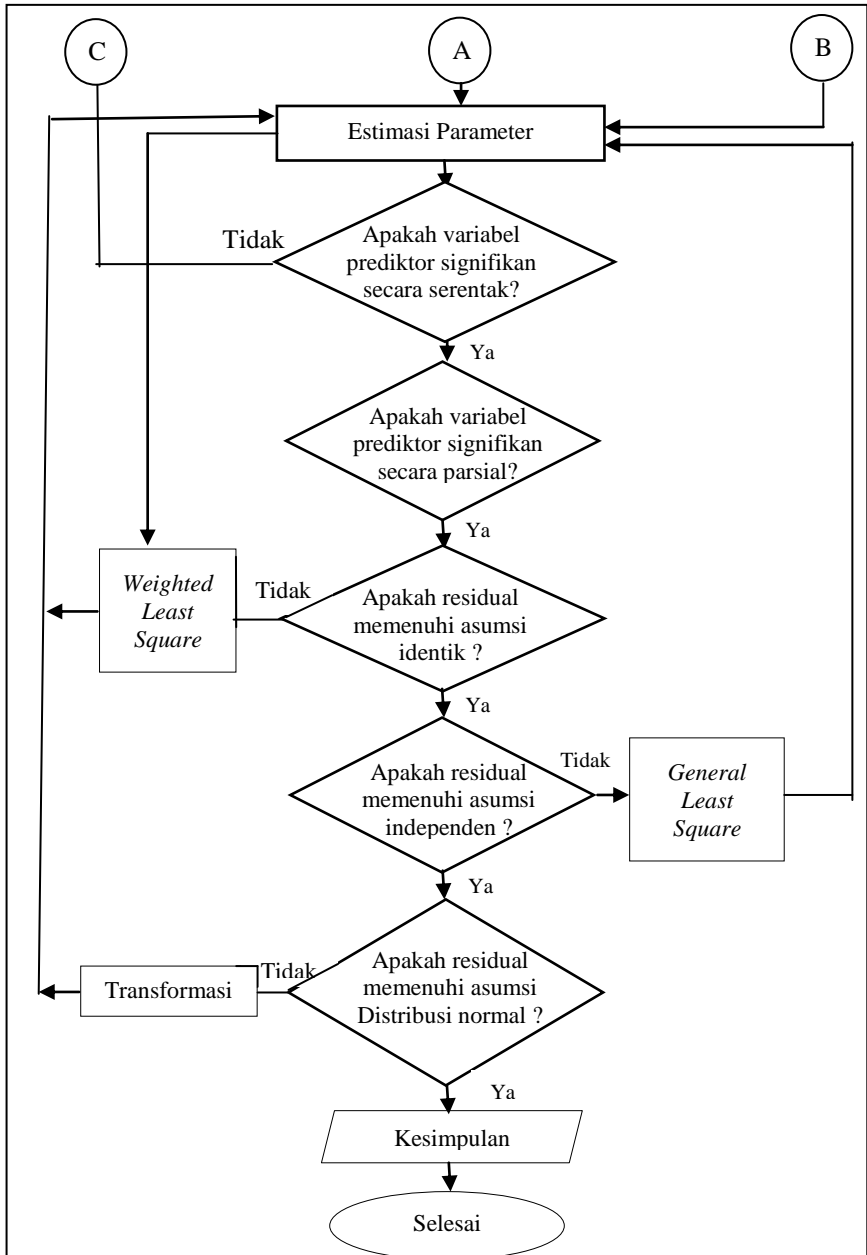 C
A
B
Estimasi Parameter
Tidak
Apakah variabel
prediktor signifikan
secara serentak?
Ya
Apakah variabel
prediktor signifikan
secara parsial?
Ya
Weighted
Least
Square
Tidak
Apakah residual
memenuhi asumsi
identik ?
Ya
Apakah residual
memenuhi asumsi
independen ?
Tidak
General
Least
Square
Ya
Transformasi
Tidak
Apakah residual
memenuhi asumsi
Distribusi normal ?
Ya
Kesimpulan
Selesai